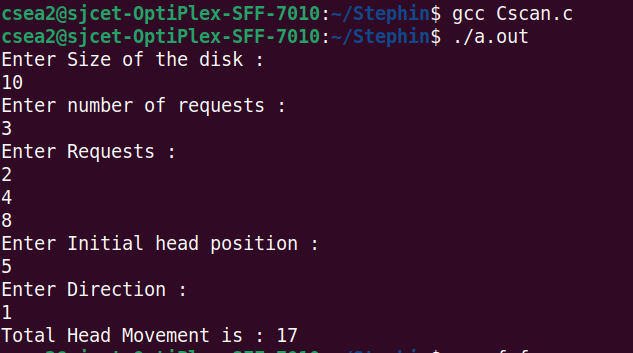 csea2@sjcet-OptiPlex-SFF-7010:~/Stephin$ gcc Cscan.c
csea2@sjcet-OptiPlex-SFF-7010:~/Stephin$ ./a.out
Enter Size of the disk :
10
Enter number of requests :
3
Enter Requests :
2
4
8
Enter Initial head position :
5
Enter Direction :
1
Total Head Movement is : 17